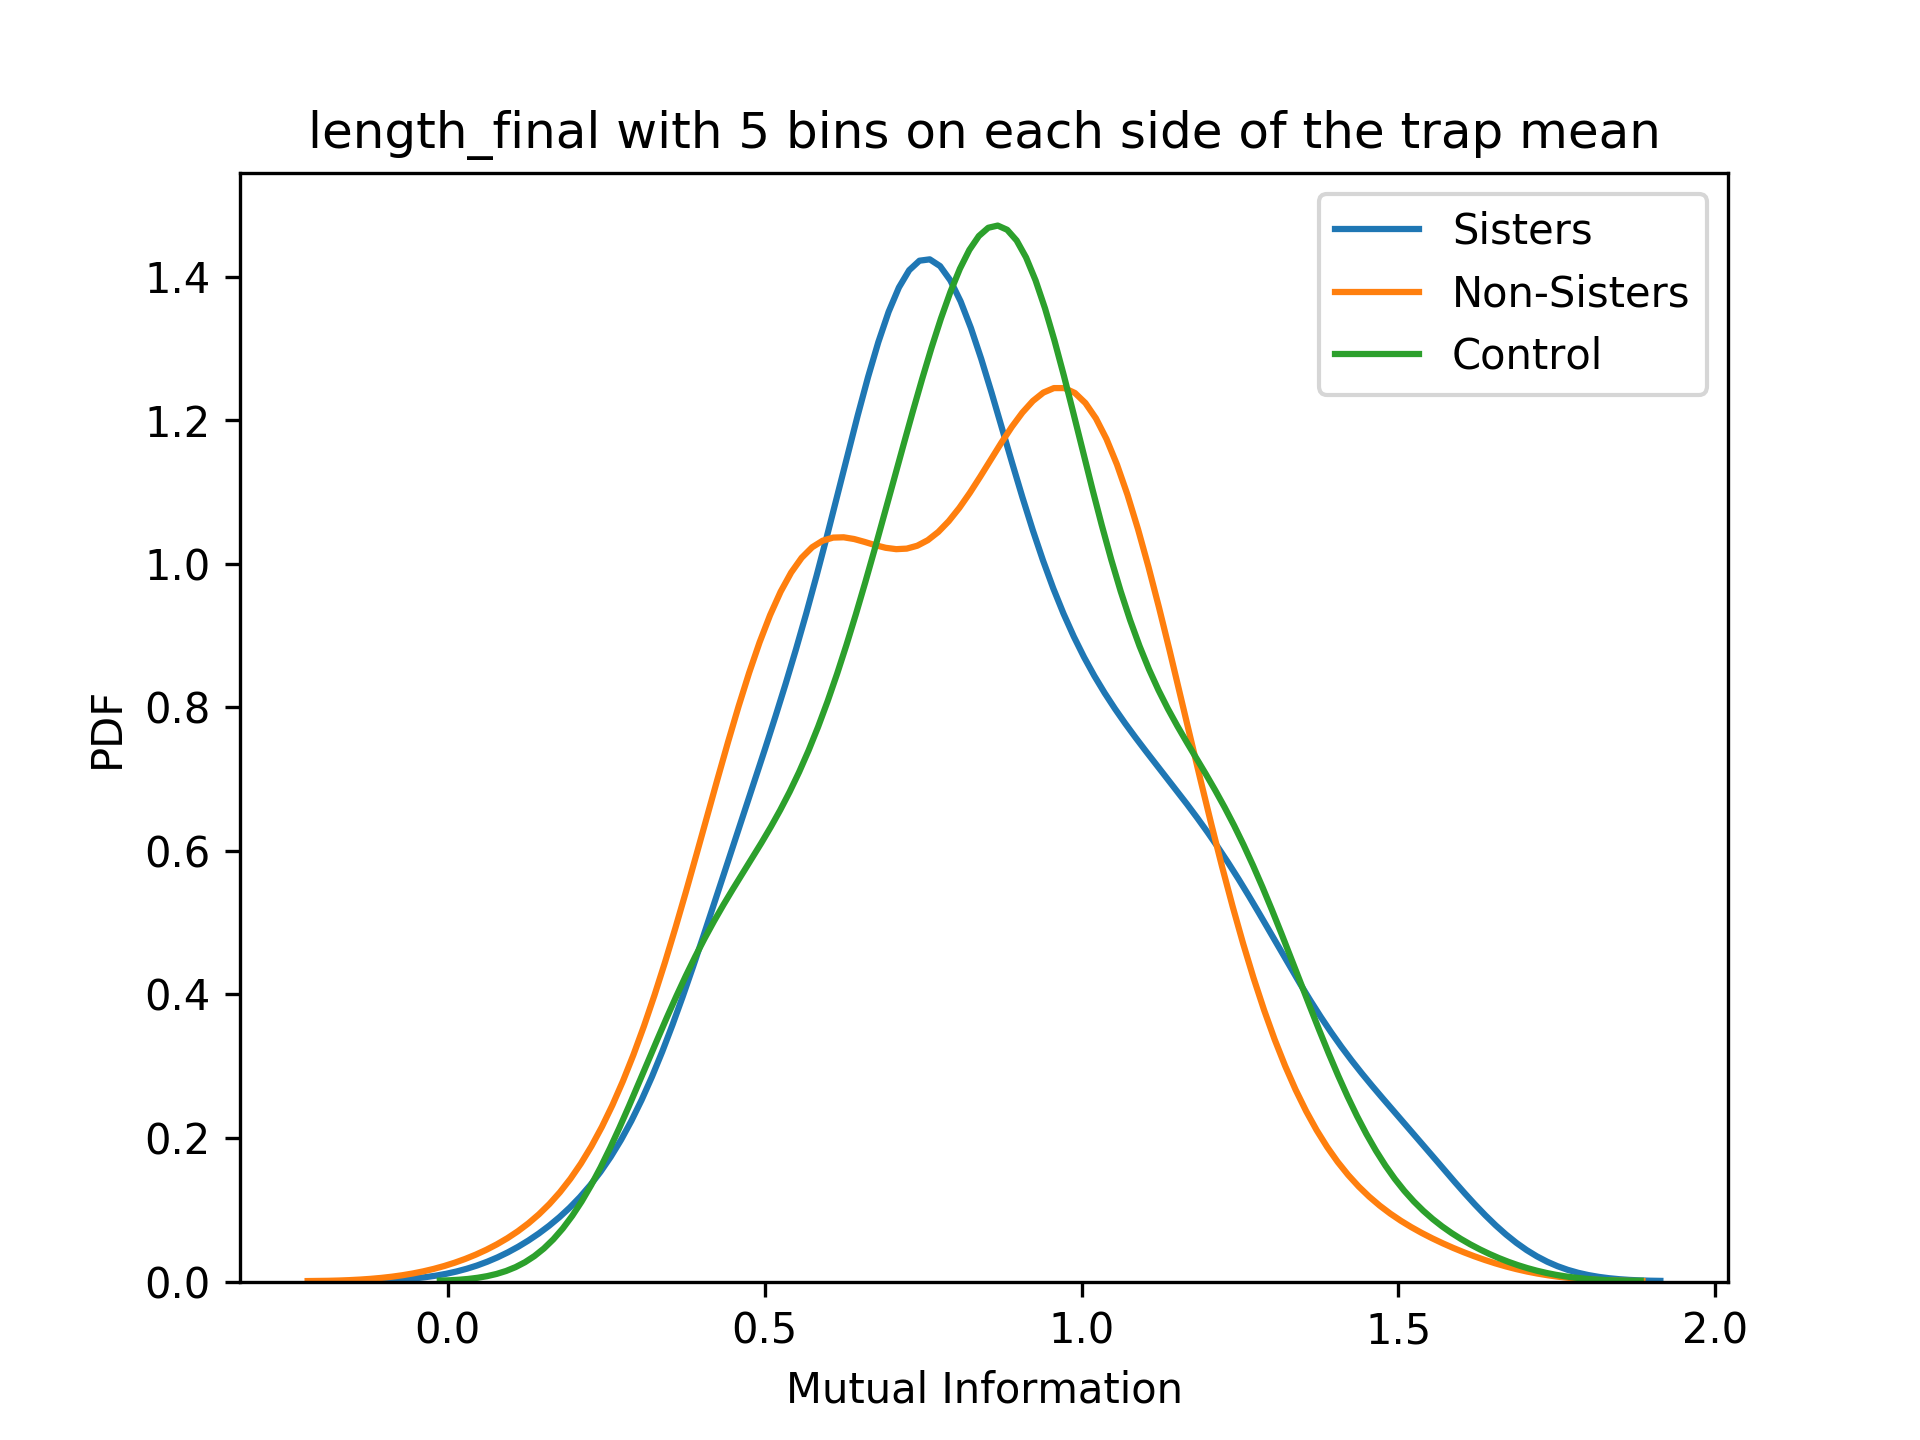 length_final with 5 bins on each side of the trap mean
Sisters
Non-Sisters
Control
PDF
1.4
1.2
1.0
0.8
0.6
0.4
0.2
0.0
0.0 0.5 1.0 1.5 2.0
Mutual Information